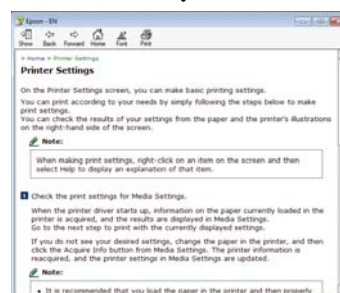 Epson - EN
Show Back Forward Home Font Print
> Home > Printer Settings
Printer Settings
On the Printer Settings screen, you can make basic printing settings.
You can print according to your needs by simply following the steps below to make
print settings.
You can check the results of your settings from the paper and the printer's illustrations
on the right-hand side of the screen.
Note:
When making print settings, right-click on an item on the screen and then
select Help to display an explanation of that item.
1 Check the print settings for Media Settings.
When the printer driver starts up, information on the paper currently loaded in the
printer is acquired, and the results are displayed in Media Settings.
Go to the next step to print with the currently displayed settings.
If you do not see your desired settings, change the paper in the printer, and then
click the Acquire Info button from Media Settings. The printer information is
reacquired, and the printer settings in Media Settings are updated.
Note:
• It is recommended that you load the paper in the printer and then properly